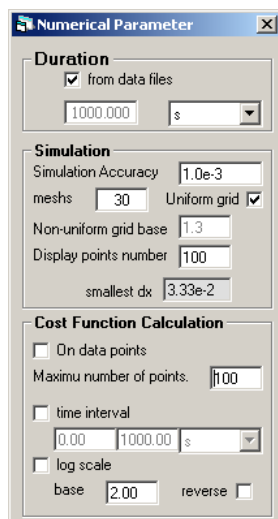 Numerical Parameter
Duration
from data files
1000.000 s
Simulation
Simulation Accuracy 1.0e-3
meshs 30 Uniform grid
Non-uniform grid base 1.3
Display points number 100
smallest dx 3.33e-2
Cost Function Calculation
On data points
Maximu number of points. 100
time interval
0.00 1000.00 s
log scale
base 2.00 reverse